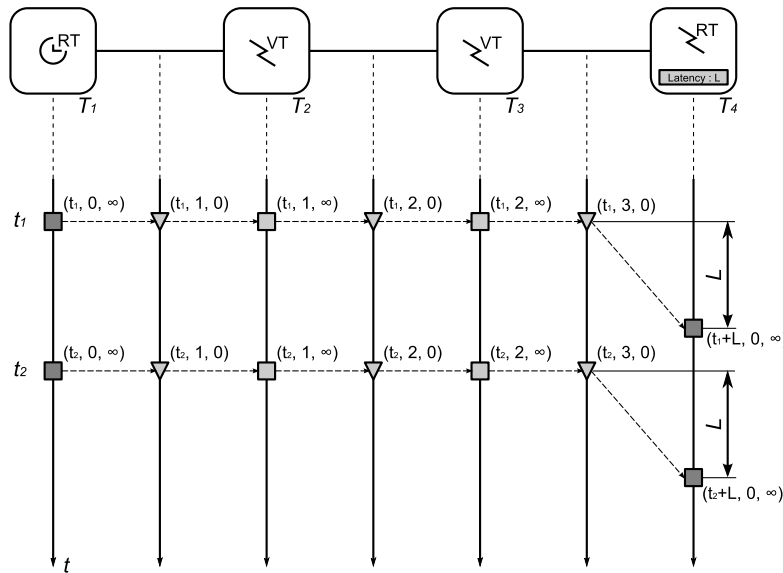 RT VT VT RT
Latency : L
T₁ T₂ T₃ T₄
t₁ (t₁, 0, ∞) (t₁, 1, 0) (t₁, 1, ∞) (t₁, 2, 0) (t₁, 2, ∞) (t₁, 3, 0)
L
(t₁+L, 0, ∞
t₂ (t₂, 0, ∞) (t₂, 1, 0) (t₂, 1, ∞) (t₂, 2, 0) (t₂, 2, ∞) (t₂, 3, 0)
L
(t₂+L, 0, ∞)
t